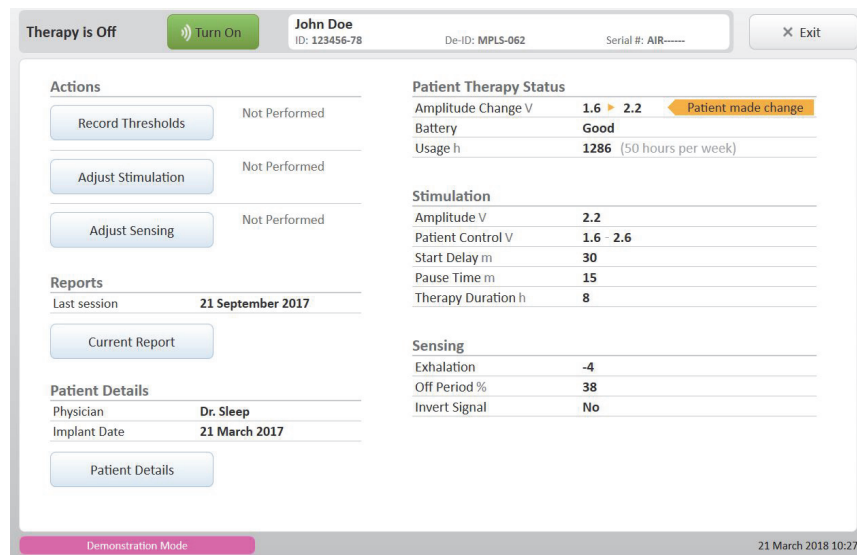 Therapy is Off
Turn On
John Doe
ID: 123456-78 De-ID: MPLS-062 Serial #: AIR------
× Exit
Actions
Record Thresholds Not Performed
Adjust Stimulation Not Performed
Adjust Sensing Not Performed
Reports
Last session 21 September 2017
Current Report
Patient Details
Physician Dr. Sleep
Implant Date 21 March 2017
Patient Details
Patient Therapy Status
Amplitude Change V 1.6 ▶ 2.2 Patient made change
Battery Good
Usage h 1286 (50 hours per week)
Stimulation
Amplitude V 2.2
Patient Control V 1.6 - 2.6
Start Delay m 30
Pause Time m 15
Therapy Duration h 8
Sensing
Exhalation -4
Off Period % 38
Invert Signal No
Demonstration Mode
21 March 2018 10:27